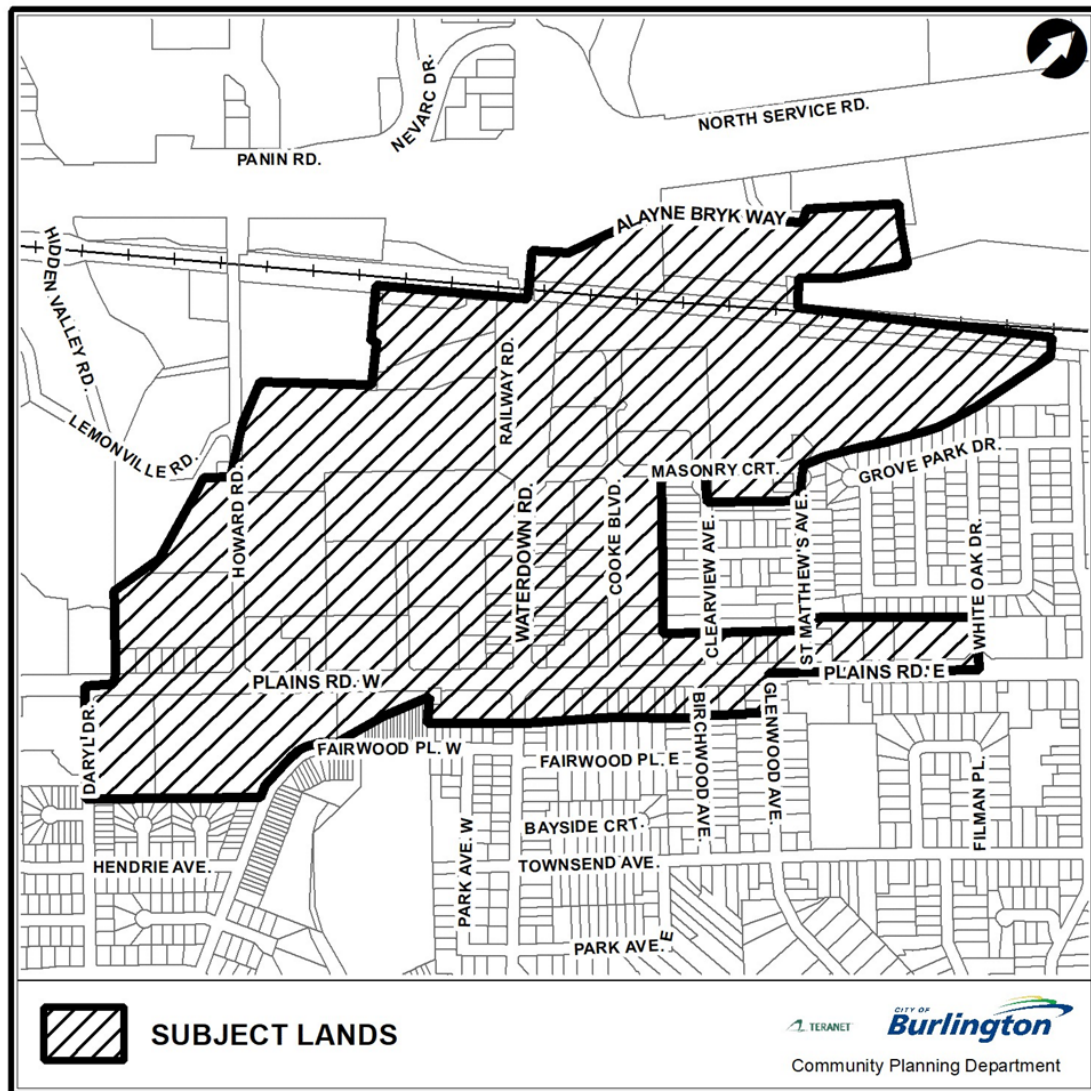 NEVARC DR.
NORTH SERVICE RD.
PANIN RD.
ALAYNE BRYK WAY
HIDDEN VALLEY RD.
LEMONVILLE RD.
HOWARD RD.
RAILWAY RD.
WATERDOWN RD.
COOKE BLVD.
MASONRY CRT.
CLEARVIEW AVE.
ST MATTHEW'S AVE.
GROVE PARK DR.
WHITE OAK DR.
PLAINS RD. W
PLAINS RD. E
DARYL DR.
FAIRWOOD PL. W
FAIRWOOD PL. E
BIRCHWOOD AVE.
GLENWOOD AVE.
FILMAN PL.
BAYSIDE CRT.
HENDRIE AVE.
PARK AVE. W
TOWNSEND AVE.
PARK AVE. E
SUBJECT LANDS
TERANET
CITY OF
Burlington
Community Planning Department